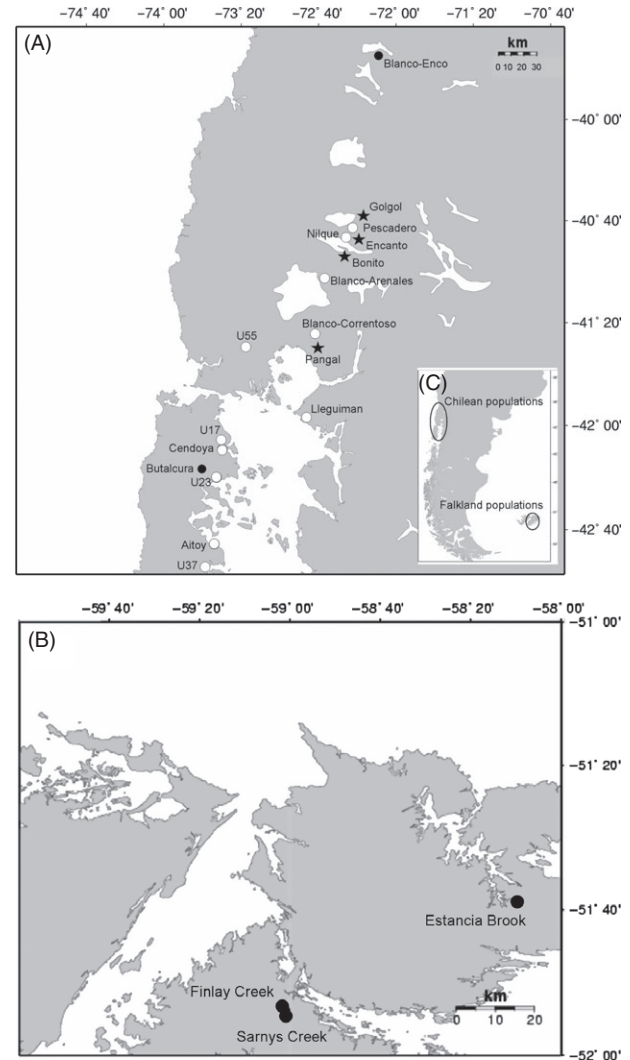 (A)
−74° 40′ −73° 20′ −72° 40′ −72° 00′ −71° 20′ −70° 40′
km
0 10 20 30
Blanco-Enco
−40° 00′
Golgol
−40° 40′
Pescadero
Nilque
Encanto
Bonito
Blanco-Arenales
−41° 20′
Blanco-Correntoso
U55
Pangal
(C)
Chilean populations
Lleguiman
−42° 00′
U17
Cendoya
Butalcura
U23
Falkland populations
−42° 40′
Aitoy
U37
−59° 40′ −59° 20′ −59° 00′ −58° 40′ −58° 20′ −58° 00′
(B)
−51° 00′
−51° 20′
−51° 40′
Estancia Brook
Finlay Creek
km
0 10 20
Sarnys Creek
−52° 00′